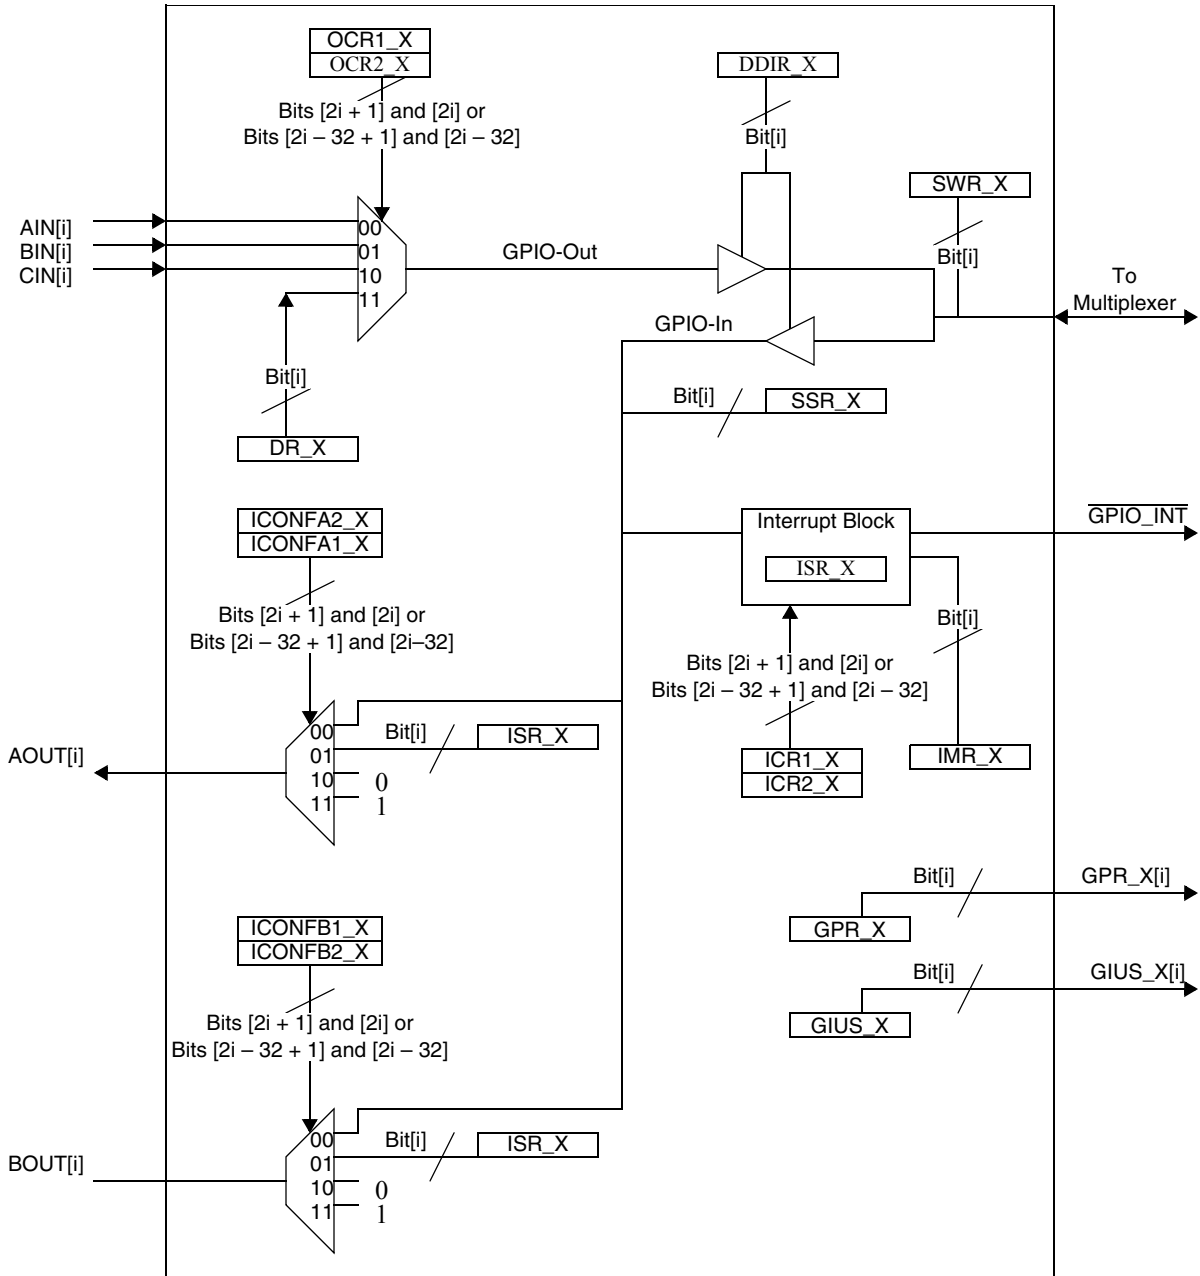 OCR1_X
OCR2_X
Bits [2i + 1] and [2i] or
Bits [2i – 32 + 1] and [2i – 32]
DDIR_X
Bit[i]
SWR_X
Bit[i]
AIN[i]
BIN[i]
CIN[i]
00
01
10
11
GPIO-Out
To
Multiplexer
GPIO-In
Bit[i]
DR_X
Bit[i]
SSR_X
ICONFA2_X
ICONFA1_X
Bits [2i + 1] and [2i] or
Bits [2i – 32 + 1] and [2i–32]
Interrupt Block
ISR_X
GPIO_INT
Bit[i]
IMR_X
Bits [2i + 1] and [2i] or
Bits [2i – 32 + 1] and [2i – 32]
ICR1_X
ICR2_X
AOUT[i]
00
01
10
11
Bit[i]
ISR_X
0
1
Bit[i]
GPR_X[i]
GPR_X
Bit[i]
GIUS_X[i]
GIUS_X
ICONFB1_X
ICONFB2_X
Bits [2i + 1] and [2i] or
Bits [2i – 32 + 1] and [2i – 32]
BOUT[i]
00
01
10
11
Bit[i]
ISR_X
0
1